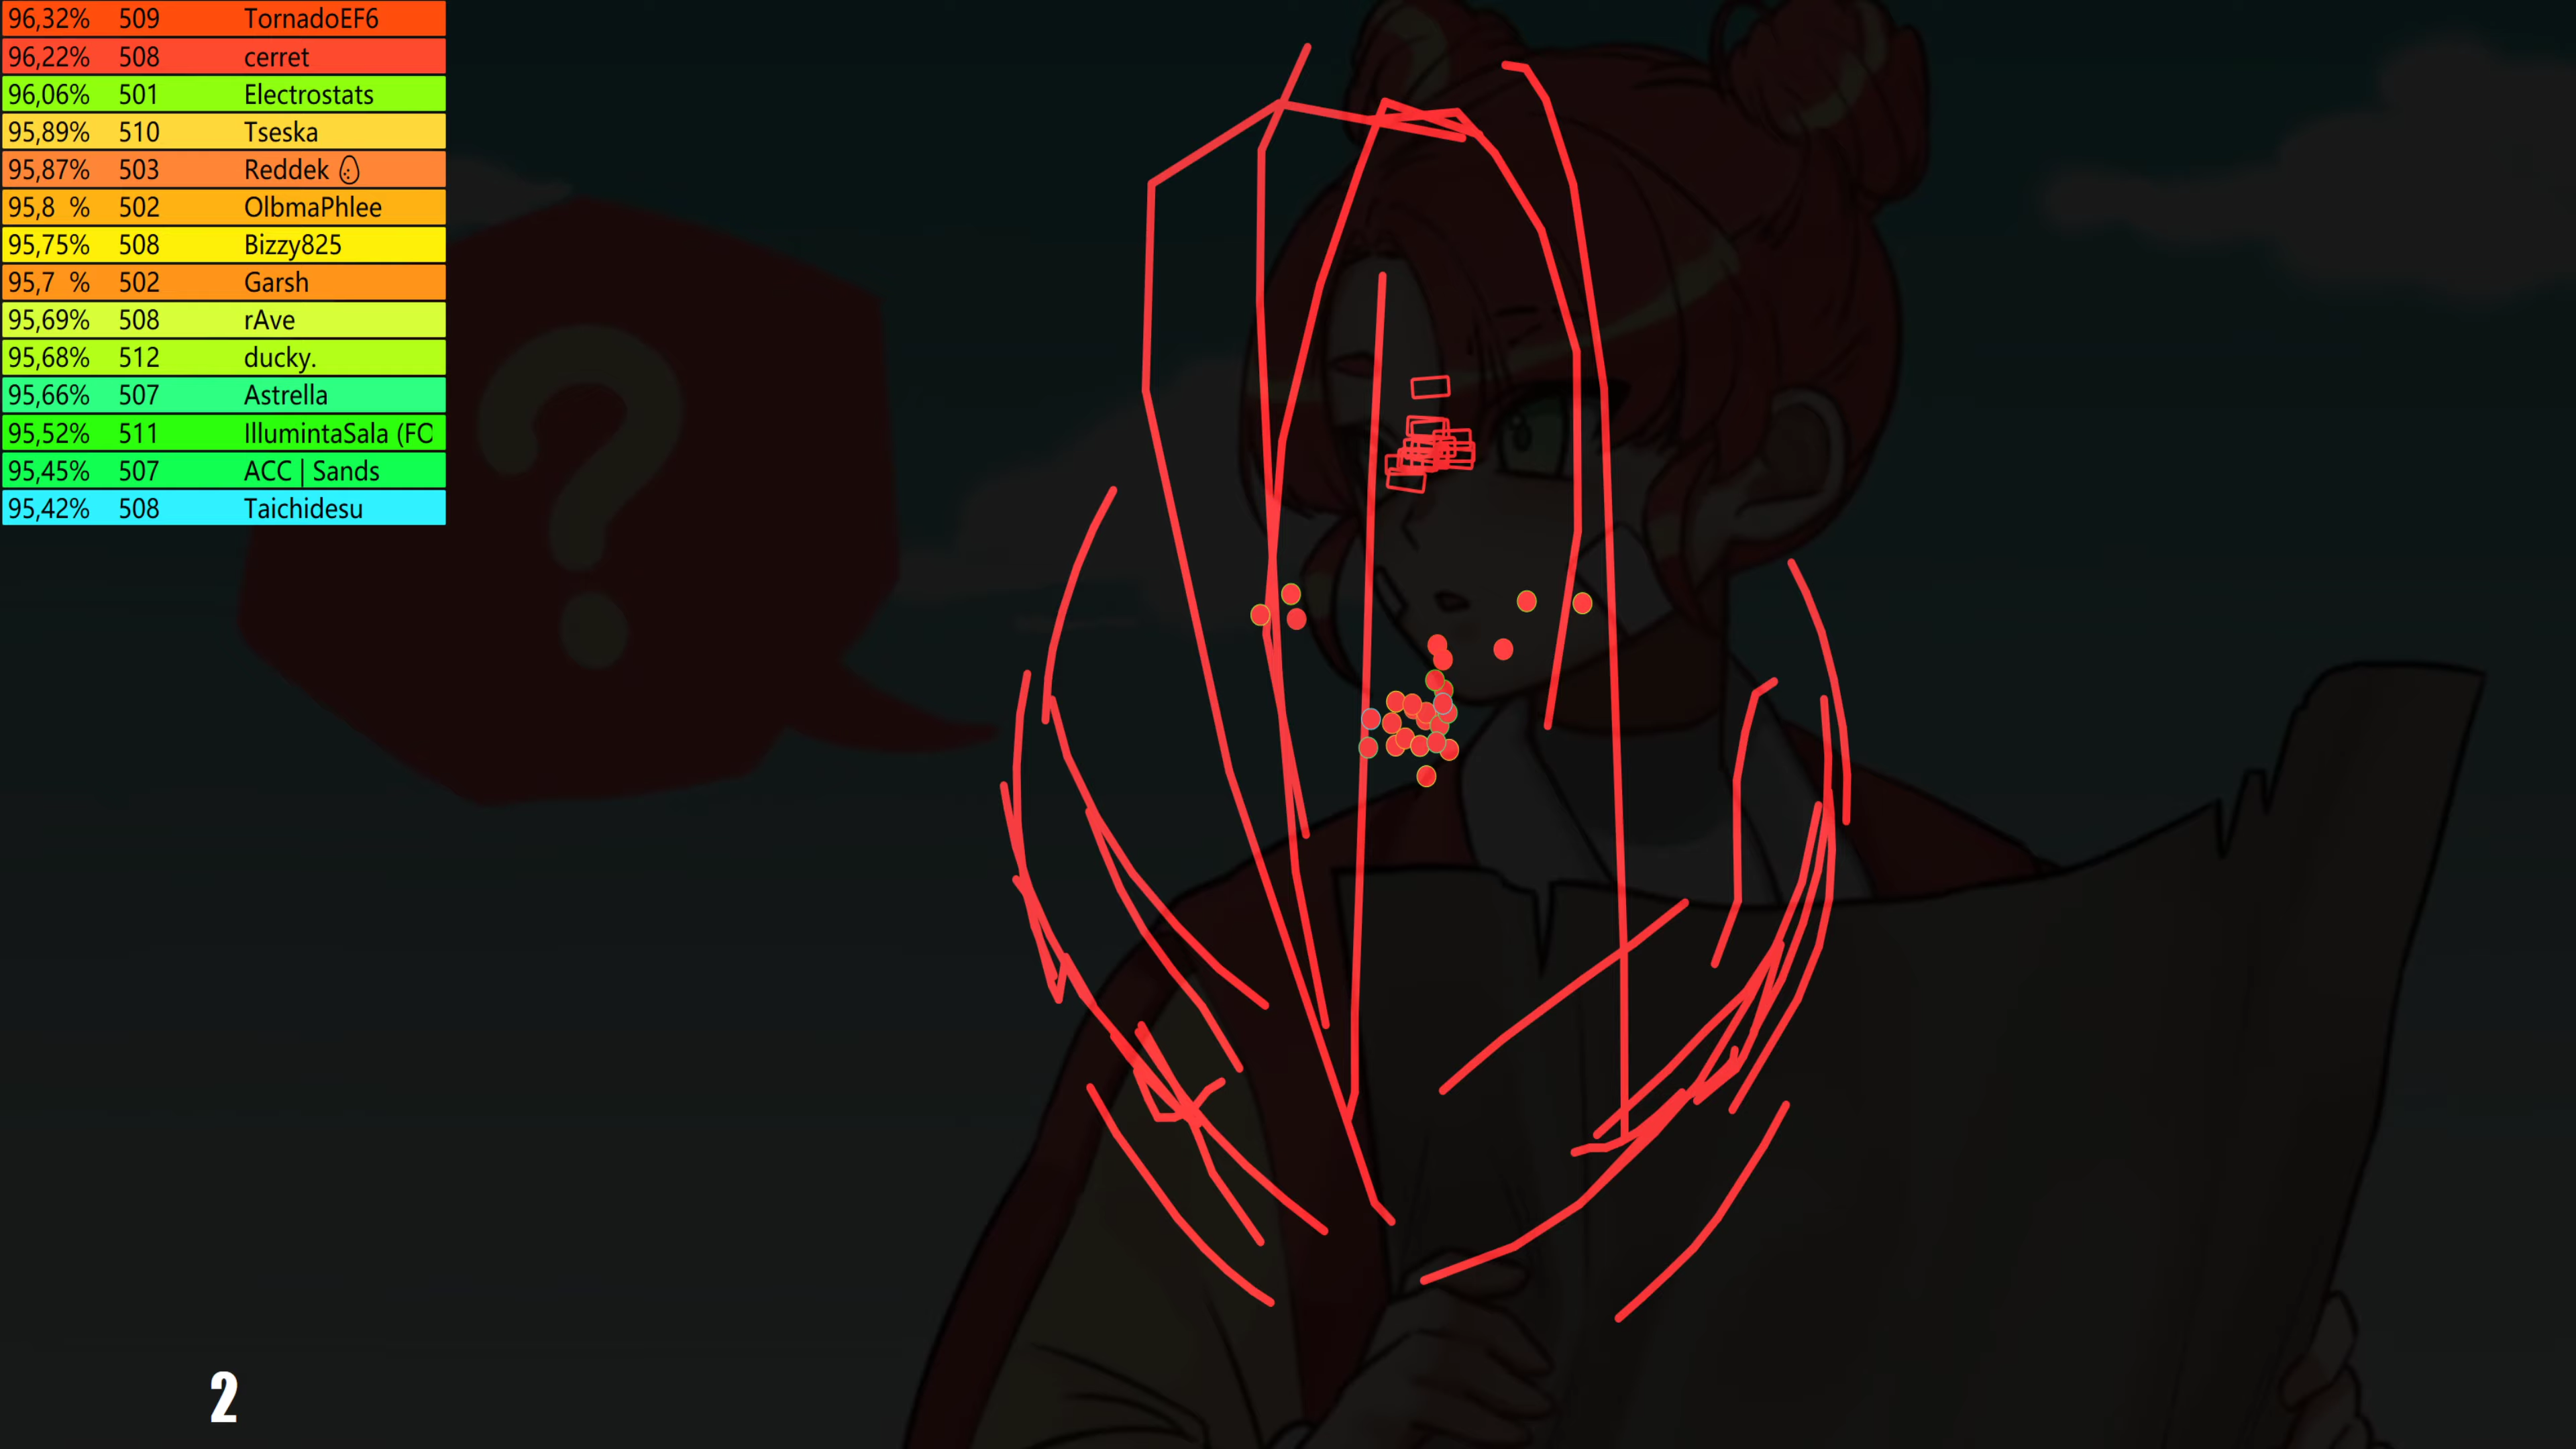 96,32% 509 TornadoEF6
96,22% 508 cerret
96,06% 501 Electrostats
95,89% 510 Tseska
95,87% 503 Reddek 🥚
95,8 % 502 OlbmaPhlee
95,75% 508 Bizzy825
95,7 % 502 Garsh
95,69% 508 rAve
95,68% 512 ducky.
95,66% 507 Astrella
95,52% 511 IllumintaSala (FC
95,45% 507 ACC | Sands
95,42% 508 Taichidesu
?
2